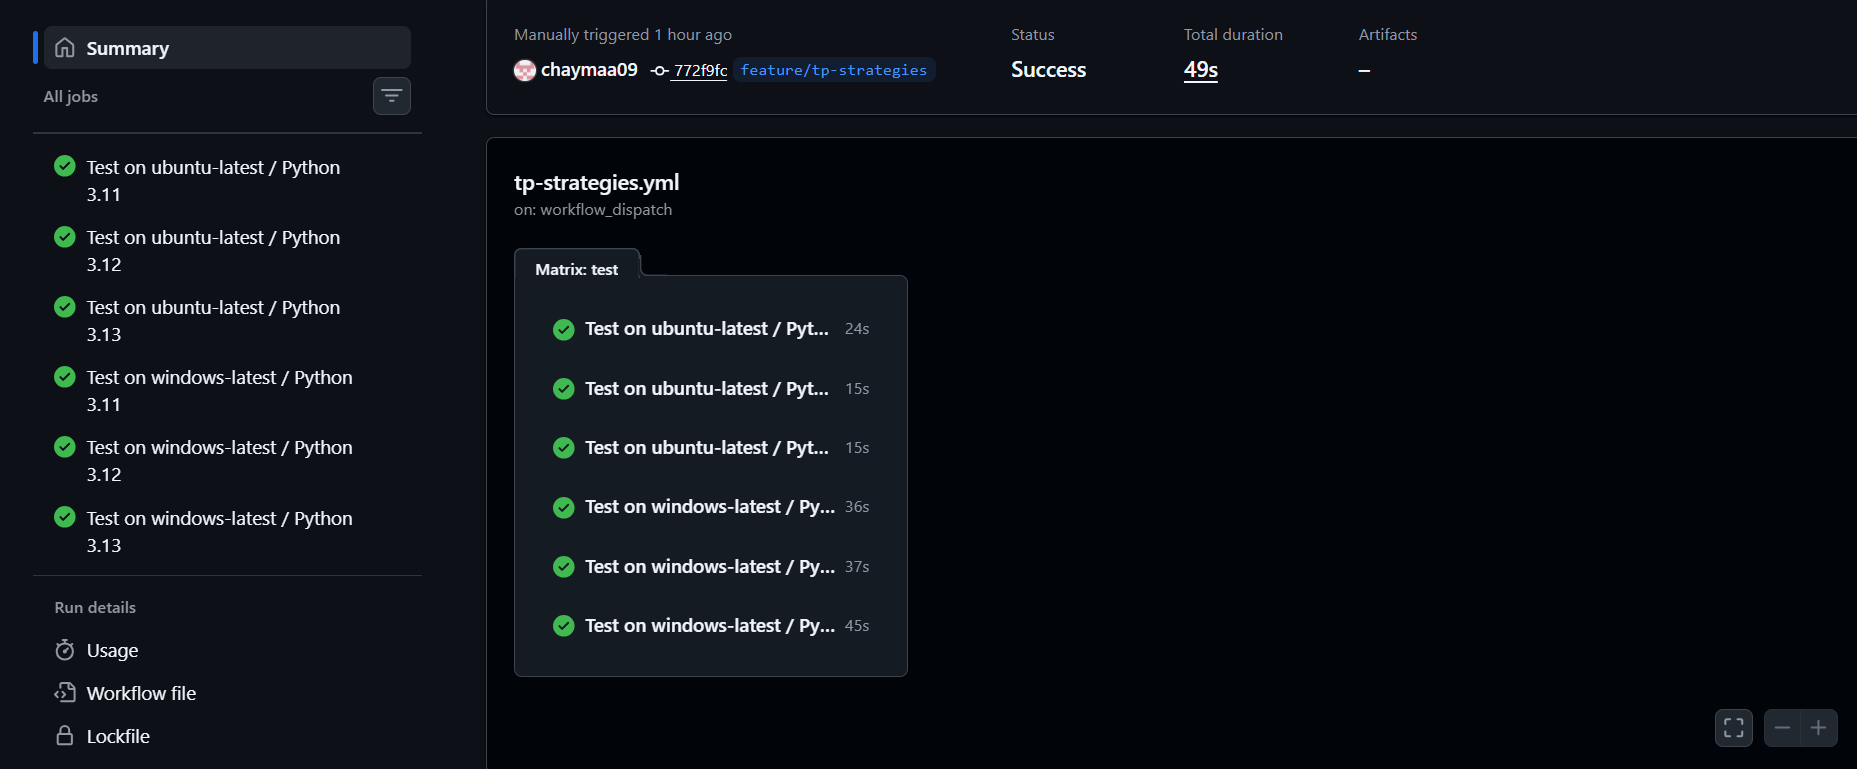 Summary
All jobs
Test on ubuntu-latest / Python
3.11
Test on ubuntu-latest / Python
3.12
Test on ubuntu-latest / Python
3.13
Test on windows-latest / Python
3.11
Test on windows-latest / Python
3.12
Test on windows-latest / Python
3.13
Run details
Usage
Workflow file
Lockfile
Manually triggered 1 hour ago
chaymaa09 772f9fc feature/tp-strategies
Status
Success
Total duration
49s
Artifacts
–
tp-strategies.yml
on: workflow_dispatch
Matrix: test
Test on ubuntu-latest / Pyt... 24s
Test on ubuntu-latest / Pyt... 15s
Test on ubuntu-latest / Pyt... 15s
Test on windows-latest / Py... 36s
Test on windows-latest / Py... 37s
Test on windows-latest / Py... 45s